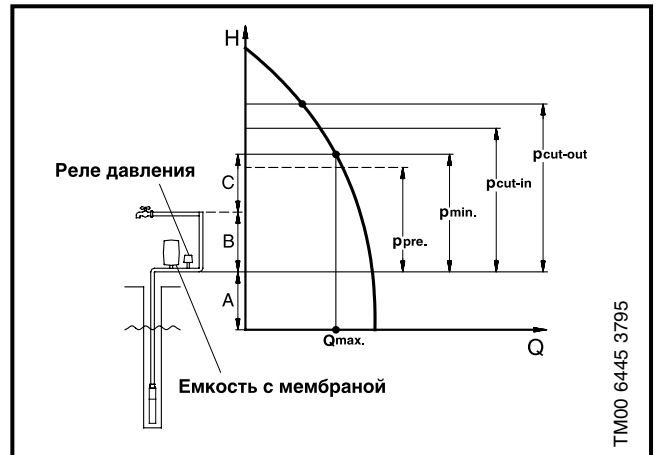 H
pcut-out
Реле давления
C
pcut-in
pmin.
B
ppre.
A
Qmax.
Q
Емкость с мембраной
TM00 6445 3795